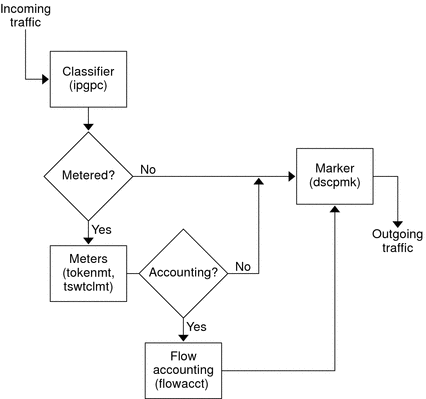 Incoming
traffic
Classifier
(ipgpc)
Metered?
No
Marker
(dscpmk)
Yes
Outgoing
traffic
Meters
(tokenmt,
tswtclmt)
Accounting?
No
Yes
Flow
accounting
(flowacct)